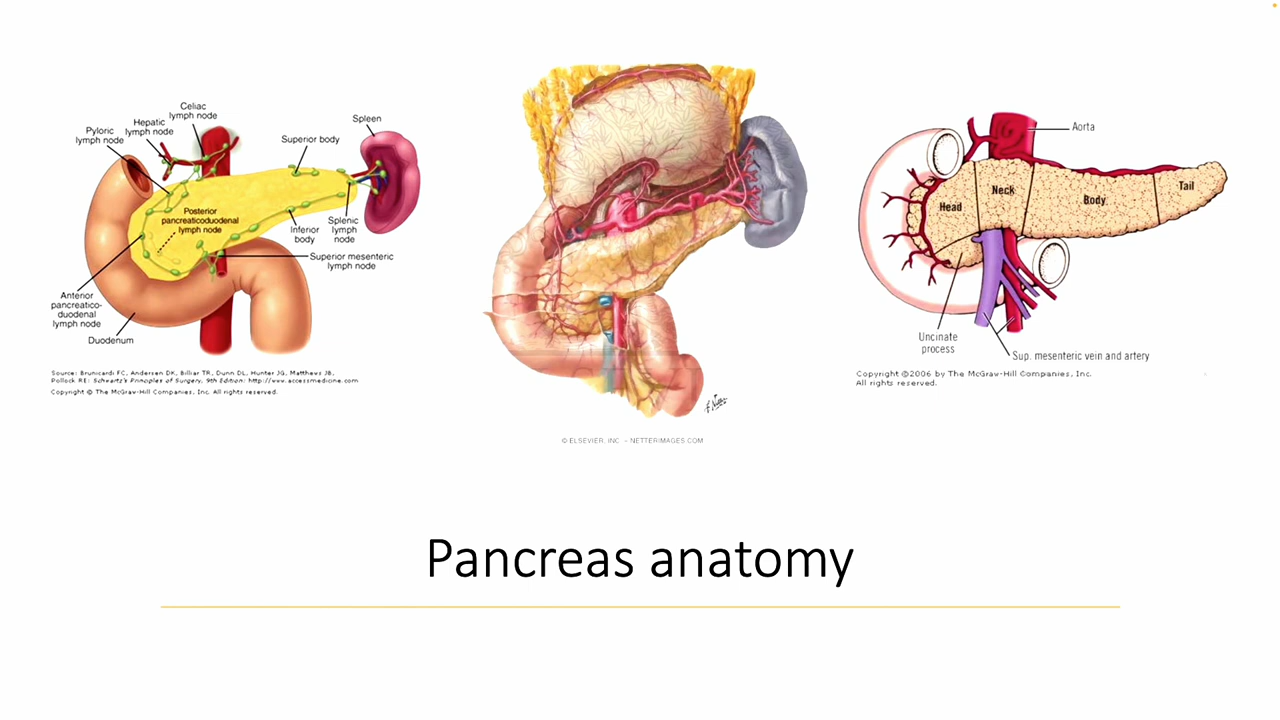 Celiac
lymph node
Hepatic
lymph node
Pyloric
lymph node
Superior body
Spleen
Posterior
pancreaticoduodenal
lymph node
Inferior
body
Splenic
lymph
node
Superior mesenteric
lymph node
Anterior
pancreatico-
duodenal
lymph node
Duodenum
Source: Brunicardi FC, Andersen DK, Billiar TR, Dunn DL, Hunter JG, Matthews JB,
Pollock RE: Schwartz's Principles of Surgery, 9th Edition: http://www.accessmedicine.com
Copyright © The McGraw-Hill Companies, Inc. All rights reserved.
© ELSEVIER, INC. - NETTERIMAGES.COM
Aorta
Head
Neck
Body
Tail
Uncinate
process
Sup. mesenteric vein and artery
Copyright ©2006 by The McGraw-Hill Companies, Inc.
All rights reserved.
Pancreas anatomy